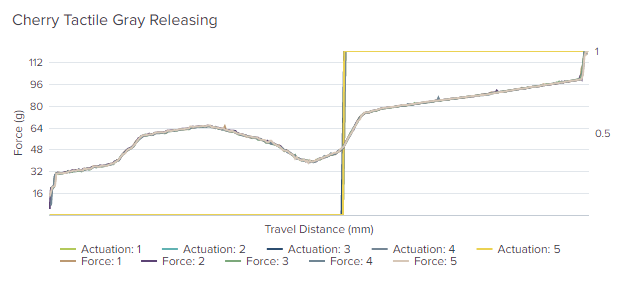 Cherry Tactile Gray Releasing
112
96
80
64
48
32
16
Force (g)
1
0.5
Travel Distance (mm)
Actuation: 1 Actuation: 2 Actuation: 3 Actuation: 4 Actuation: 5
Force: 1 Force: 2 Force: 3 Force: 4 Force: 5